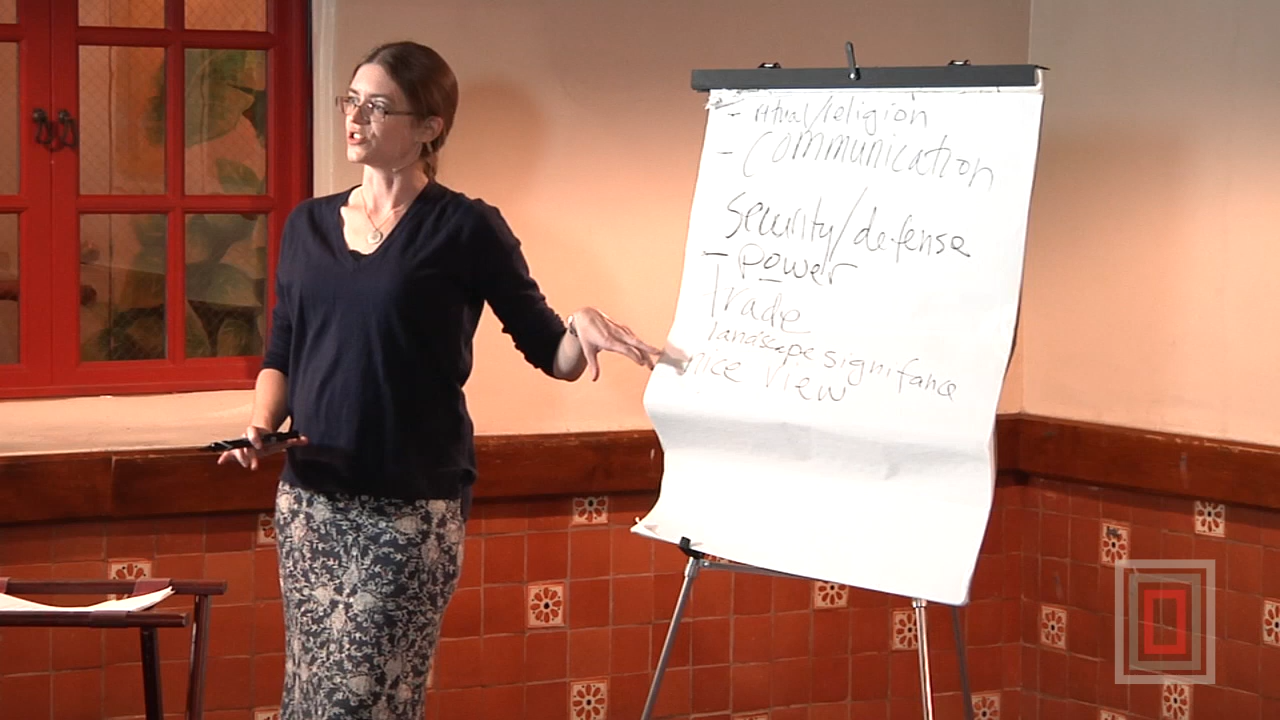 - ritual/religion
- Communication
Security/defense
- power
Trade
landscape signifance
nice view